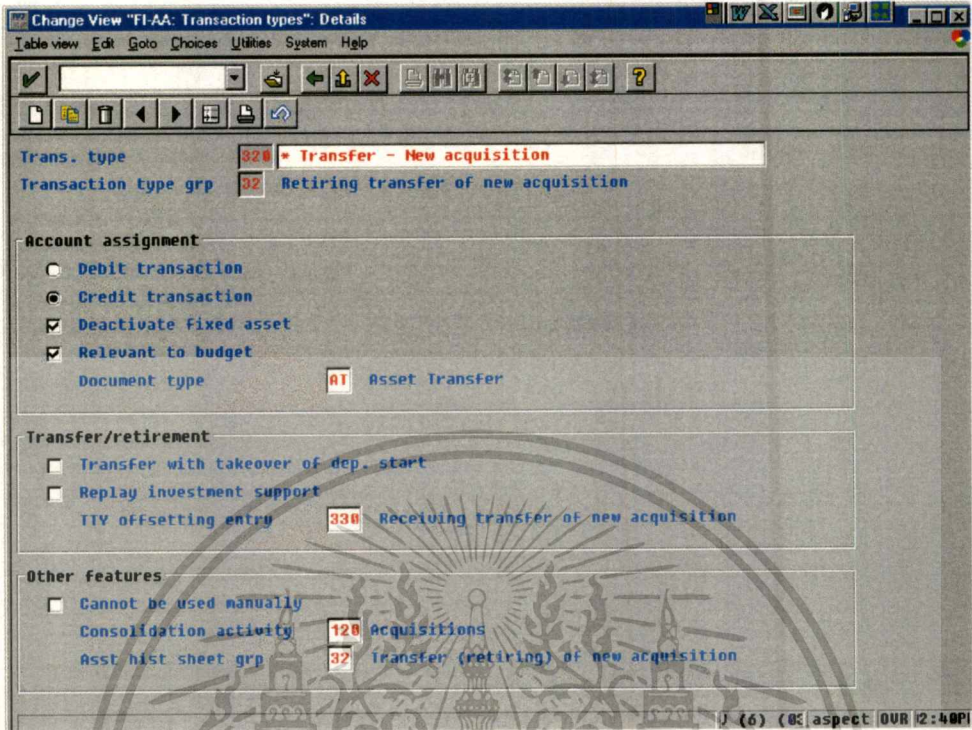 Change View "FI-AA: Transaction types": Details
Table view Edit Goto Choices Utilities System Help
Trans. type 320 * Transfer - New acquisition
Transaction type grp 32 Retiring transfer of new acquisition
Account assignment
Debit transaction
Credit transaction
Deactivate fixed asset
Relevant to budget
Document type AT Asset Transfer
Transfer/retirement
Transfer with takeover of dep. start
Replay investment support
TTY offsetting entry 330 Receiving transfer of new acquisition
Other features
Cannot be used manually
Consolidation activity 120 Acquisitions
Asst hist sheet grp 32 Transfer (retiring) of new acquisition
(6) aspect OVR 2:40P